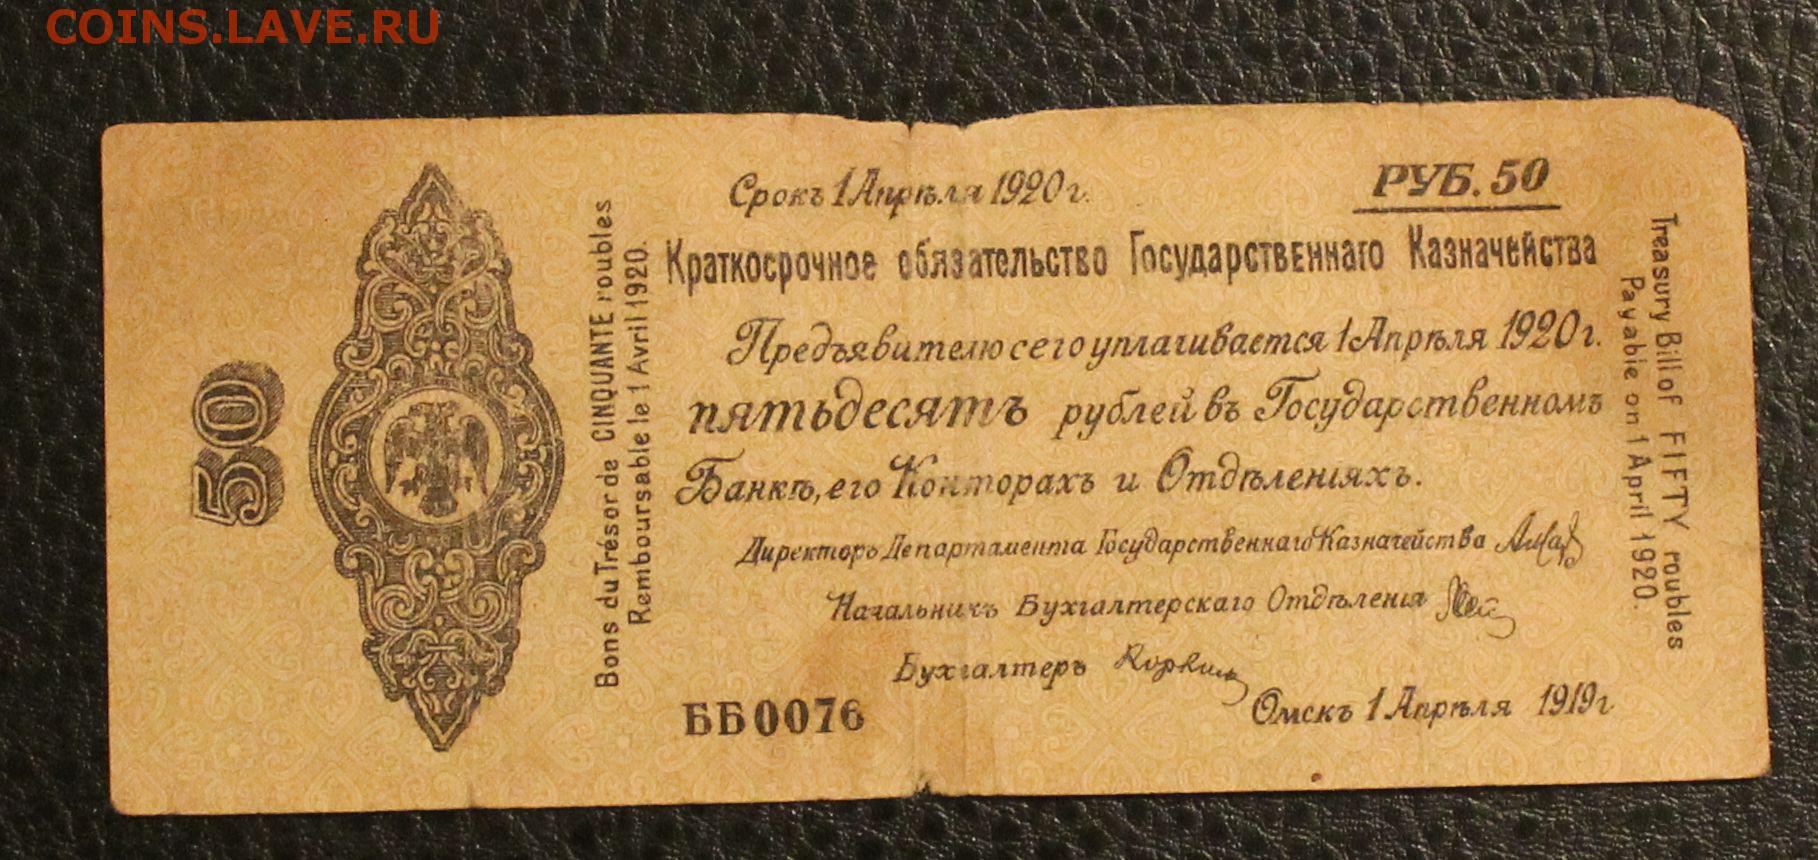 COINS.LAVE.RU
Срокъ 1 Апрѣля 1920 г.
РУБ. 50
Краткосрочное обязательство Государственнаго Казначейства
Предъявителю сего уплачивается 1 Апрѣля 1920 г.
пятьдесятъ рублей въ Государственномъ
Банкѣ, его Конторахъ и Отдѣленіяхъ.
Директоръ Департамента Государственнаго Казначейства
Начальникъ Бухгалтерскаго Отдѣленія
Бухгалтеръ
ББ0076
Омскъ 1 Апрѣля 1919 г
50
Bons du Trésor de CINQUANTE roubles
Remboursable le 1 Avril 1920.
Treasury Bill of FIFTY roubles
Payable on 1 April 1920.